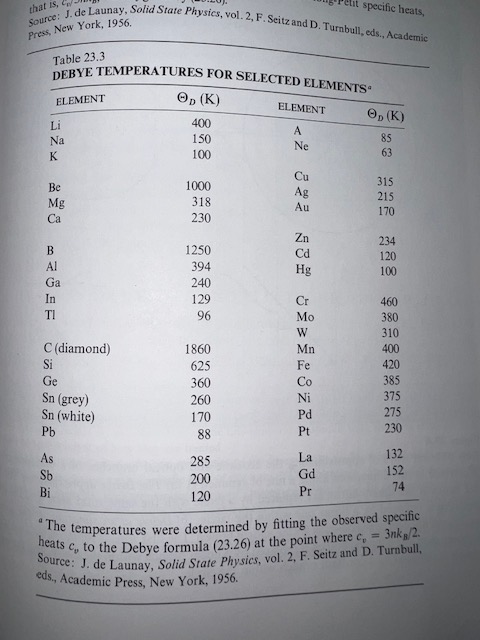 that is,
Petit specific heats,
Source: J. de Launay, Solid State Physics, vol. 2, F. Seitz and D. Turnbull, eds., Academic
Press, New York, 1956.
Table 23.3
DEBYE TEMPERATURES FOR SELECTED ELEMENTSᵃ
ELEMENT Θ_D (K) ELEMENT Θ_D (K)
Li 400 A 85
Na 150 Ne 63
K 100
Cu 315
Be 1000 Ag 215
Mg 318 Au 170
Ca 230
Zn 234
B 1250 Cd 120
Al 394 Hg 100
Ga 240
In 129 Cr 460
Tl 96 Mo 380
W 310
C (diamond) 1860 Mn 400
Si 625 Fe 420
Ge 360 Co 385
Sn (grey) 260 Ni 375
Sn (white) 170 Pd 275
Pb 88 Pt 230
As 285 La 132
Sb 200 Gd 152
Bi 120 Pr 74
ᵃ The temperatures were determined by fitting the observed specific
heats c_v to the Debye formula (23.26) at the point where c_v = 3nk_B/2.
Source: J. de Launay, Solid State Physics, vol. 2, F. Seitz and D. Turnbull,
eds., Academic Press, New York, 1956.